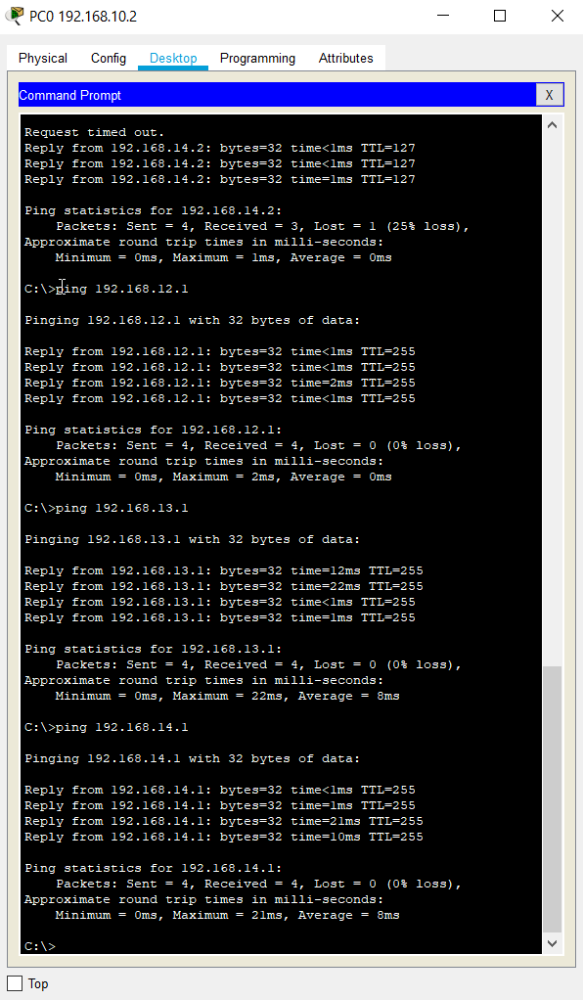 PC0 192.168.10.2
Physical Config Desktop Programming Attributes
Command Prompt X
Request timed out.
Reply from 192.168.14.2: bytes=32 time<1ms TTL=127
Reply from 192.168.14.2: bytes=32 time<1ms TTL=127
Reply from 192.168.14.2: bytes=32 time=1ms TTL=127
Ping statistics for 192.168.14.2:
Packets: Sent = 4, Received = 3, Lost = 1 (25% loss),
Approximate round trip times in milli-seconds:
Minimum = 0ms, Maximum = 1ms, Average = 0ms
C:\>ping 192.168.12.1
Pinging 192.168.12.1 with 32 bytes of data:
Reply from 192.168.12.1: bytes=32 time<1ms TTL=255
Reply from 192.168.12.1: bytes=32 time<1ms TTL=255
Reply from 192.168.12.1: bytes=32 time=2ms TTL=255
Reply from 192.168.12.1: bytes=32 time<1ms TTL=255
Ping statistics for 192.168.12.1:
Packets: Sent = 4, Received = 4, Lost = 0 (0% loss),
Approximate round trip times in milli-seconds:
Minimum = 0ms, Maximum = 2ms, Average = 0ms
C:\>ping 192.168.13.1
Pinging 192.168.13.1 with 32 bytes of data:
Reply from 192.168.13.1: bytes=32 time=12ms TTL=255
Reply from 192.168.13.1: bytes=32 time=22ms TTL=255
Reply from 192.168.13.1: bytes=32 time<1ms TTL=255
Reply from 192.168.13.1: bytes=32 time=1ms TTL=255
Ping statistics for 192.168.13.1:
Packets: Sent = 4, Received = 4, Lost = 0 (0% loss),
Approximate round trip times in milli-seconds:
Minimum = 0ms, Maximum = 22ms, Average = 8ms
C:\>ping 192.168.14.1
Pinging 192.168.14.1 with 32 bytes of data:
Reply from 192.168.14.1: bytes=32 time<1ms TTL=255
Reply from 192.168.14.1: bytes=32 time=1ms TTL=255
Reply from 192.168.14.1: bytes=32 time=21ms TTL=255
Reply from 192.168.14.1: bytes=32 time=10ms TTL=255
Ping statistics for 192.168.14.1:
Packets: Sent = 4, Received = 4, Lost = 0 (0% loss),
Approximate round trip times in milli-seconds:
Minimum = 0ms, Maximum = 21ms, Average = 8ms
C:\>
Top